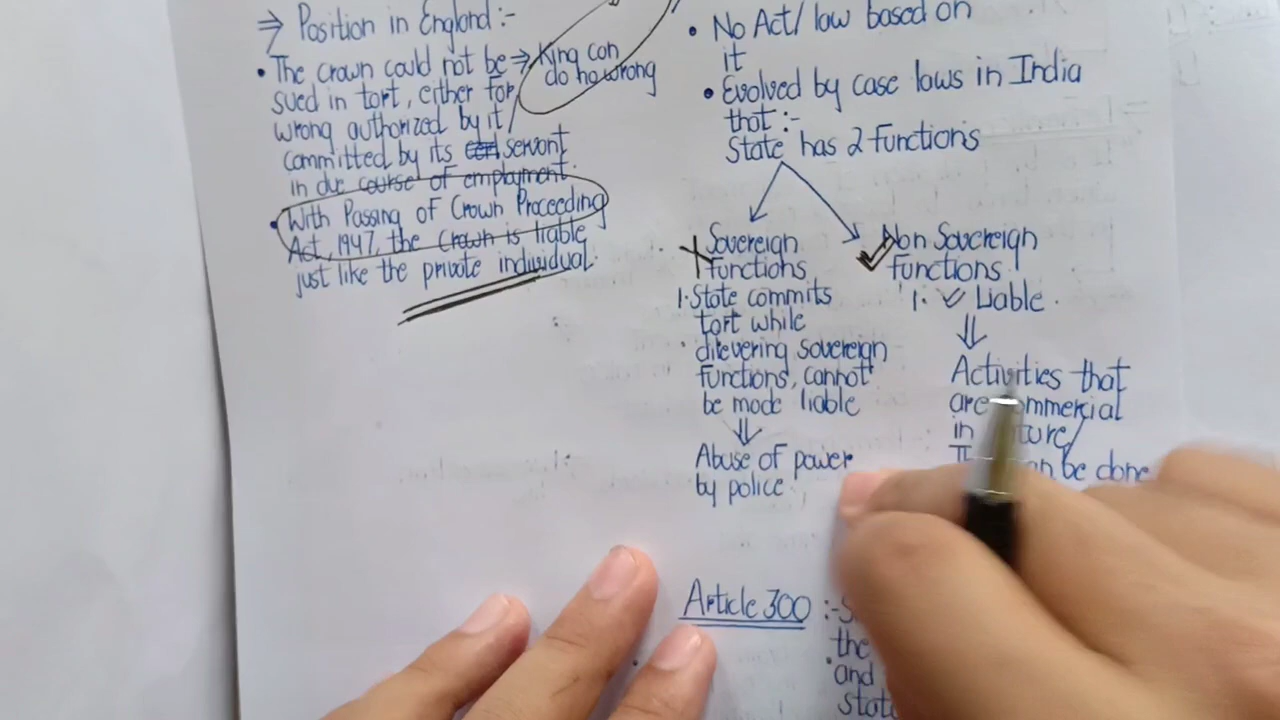 ⇒ Position in England :-
• The crown could not be ⇒ King can
do no wrong
sued in tort, either for
wrong authorized by it /
committed by its servant
in due course of employment.
• With Passing of Crown Proceeding
Act, 1947, the Crown is liable
just like the private individual.
• No Act/ law based on
it
• Evolved by case laws in India
that :-
State has 2 functions
Sovereign
functions
1. State commits
tort while
dilevering sovereign
functions, cannot
be made liable
⇓
Abuse of power
by police
Non Sovereign
functions
1. ✓ Liable.
⇓
Activities that
are commercial
in
be done
Article 300 :-
the
and